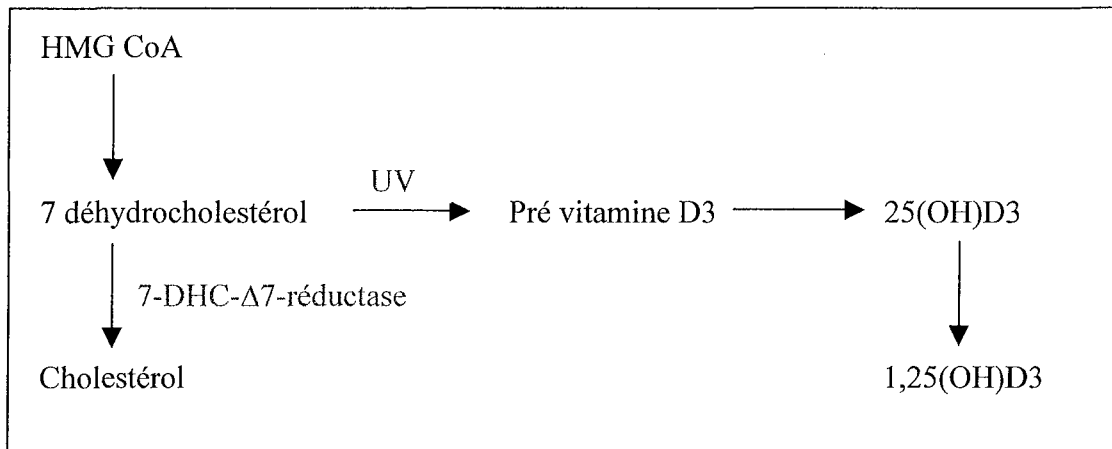 HMG CoA
UV
7 déhydrocholestérol
Pré vitamine D3
25(OH)D3
7-DHC-Δ7-réductase
Cholestérol
1,25(OH)D3